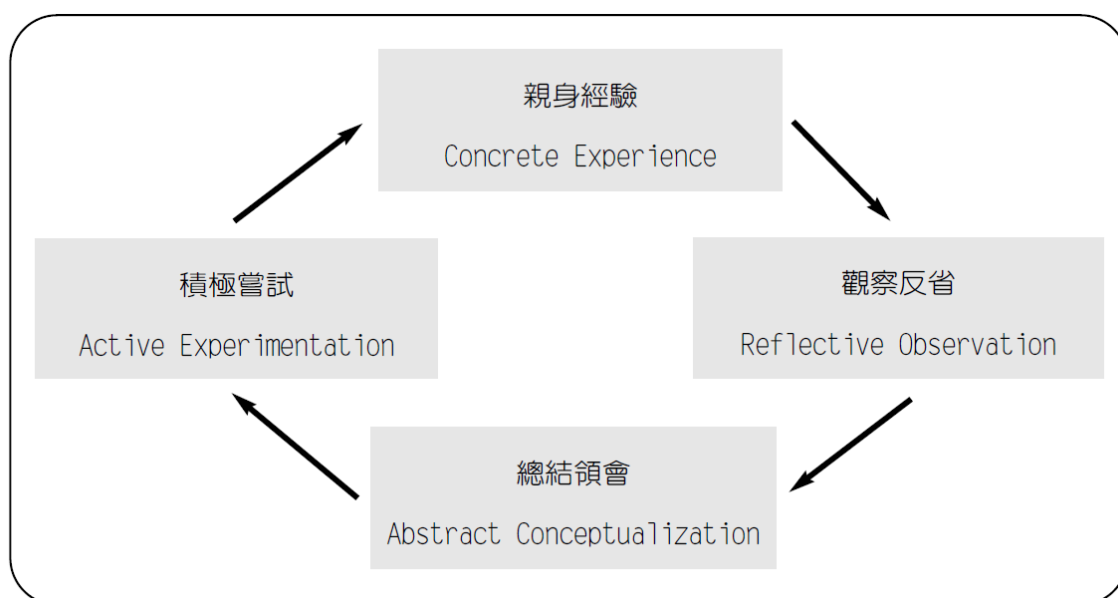 親身經驗
Concrete Experience
積極嘗試
Active Experimentation
觀察反省
Reflective Observation
總結領會
Abstract Conceptualization